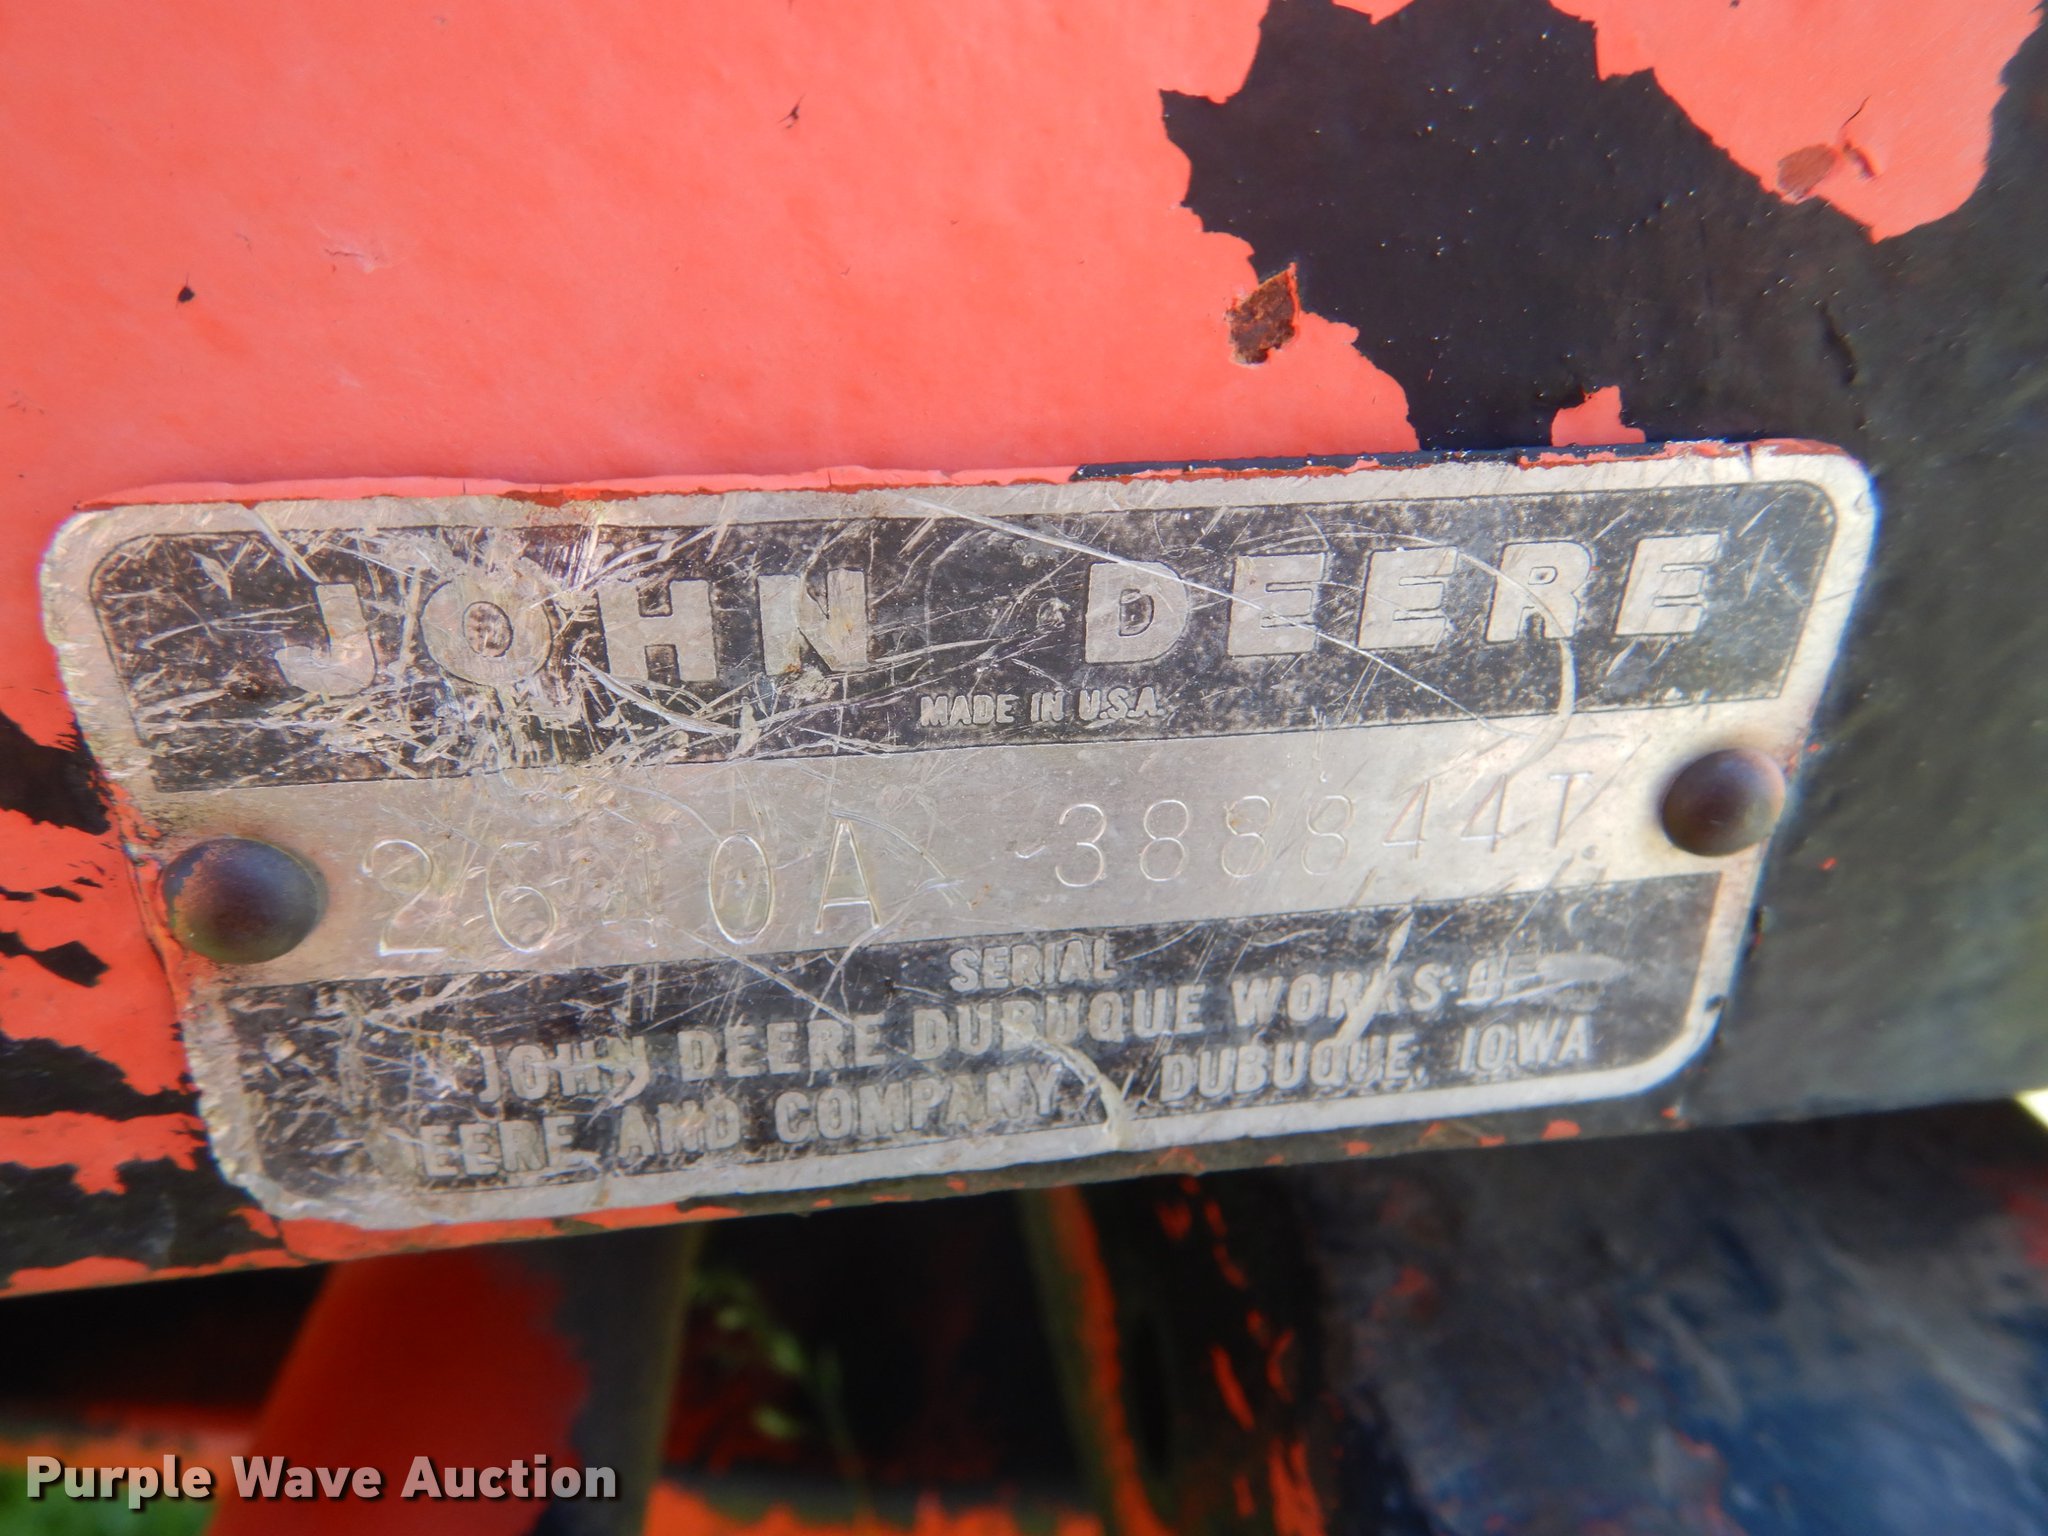 JOHN DEERE
MADE IN U.S.A.
2640A 388844T
SERIAL
JOHN DEERE DUBUQUE WORKS OF
DEERE AND COMPANY DUBUQUE, IOWA
Purple Wave Auction